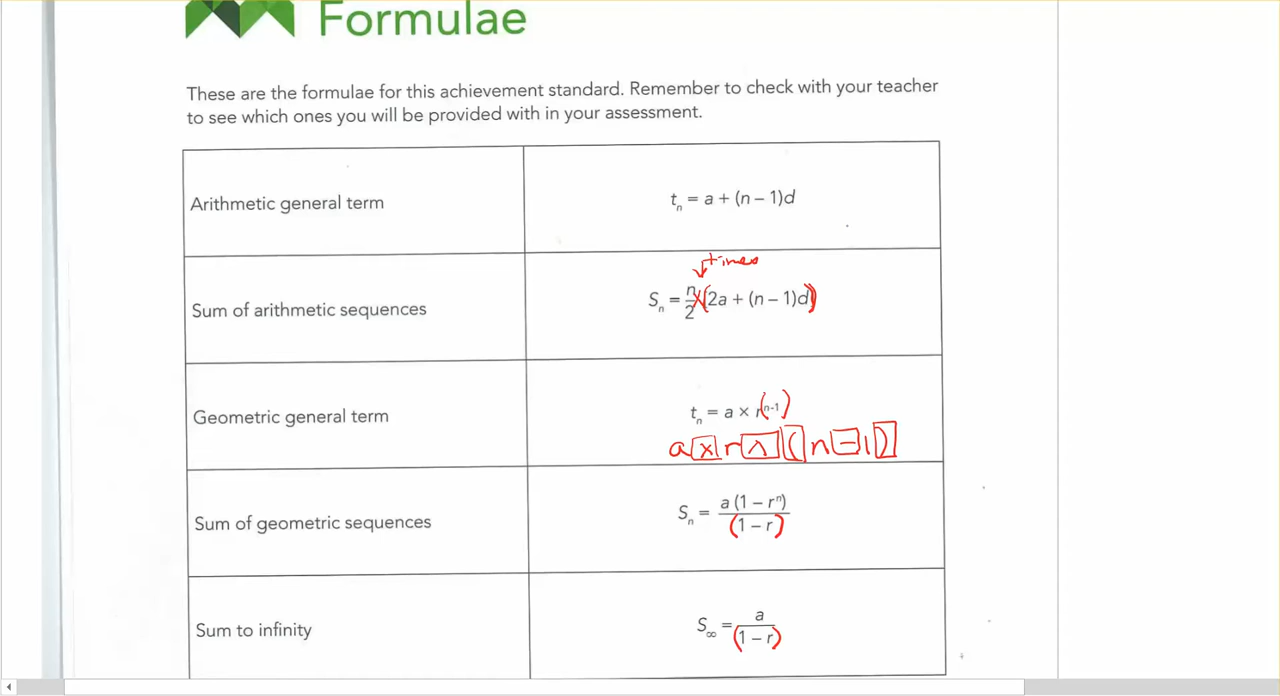 Formulae
These are the formulae for this achievement standard. Remember to check with your teacher
to see which ones you will be provided with in your assessment.
Arithmetic general term
tₙ = a + (n – 1)d
times
Sum of arithmetic sequences
Sₙ = n/2 × (2a + (n – 1)d)
Geometric general term
tₙ = a × r^(n-1)
a × r ^ ( n – 1 )
Sum of geometric sequences
Sₙ = a (1 – rⁿ) / (1 – r)
Sum to infinity
S∞ = a / (1 – r)